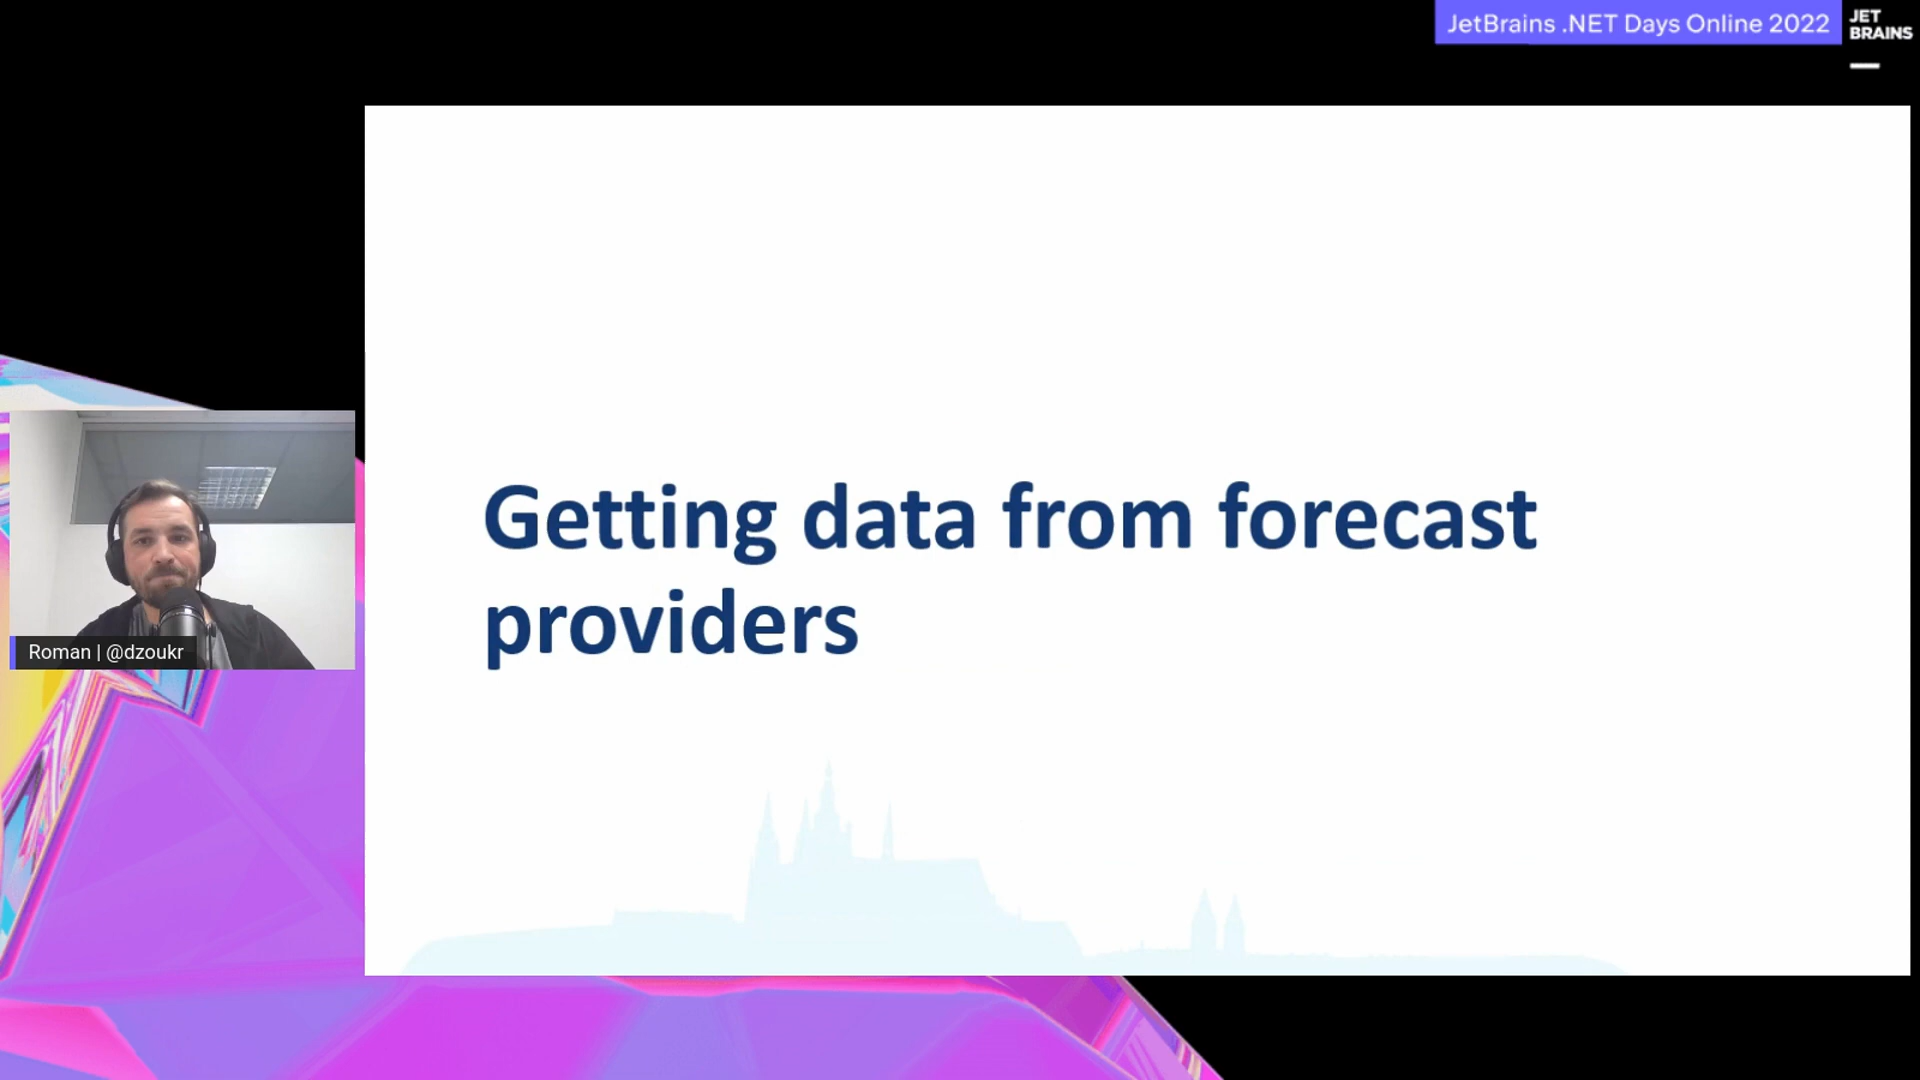 JetBrains .NET Days Online 2022
JET
BRAINS
Getting data from forecast
providers
Roman | @dzoukr